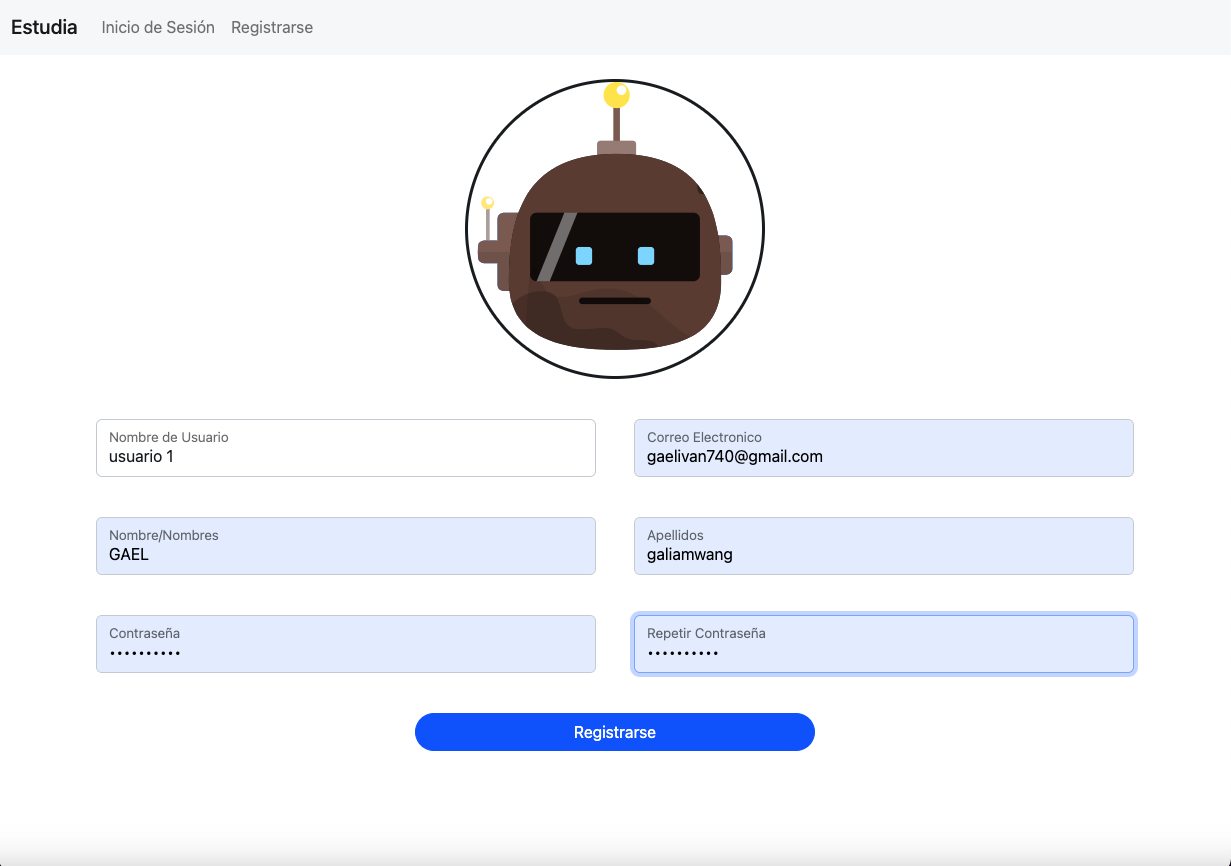 Estudia Inicio de Sesión Registrarse
Nombre de Usuario
usuario 1
Correo Electronico
gaelivan740@gmail.com
Nombre/Nombres
GAEL
Apellidos
galiamwang
Contraseña
••••••••••
Repetir Contraseña
••••••••••
Registrarse